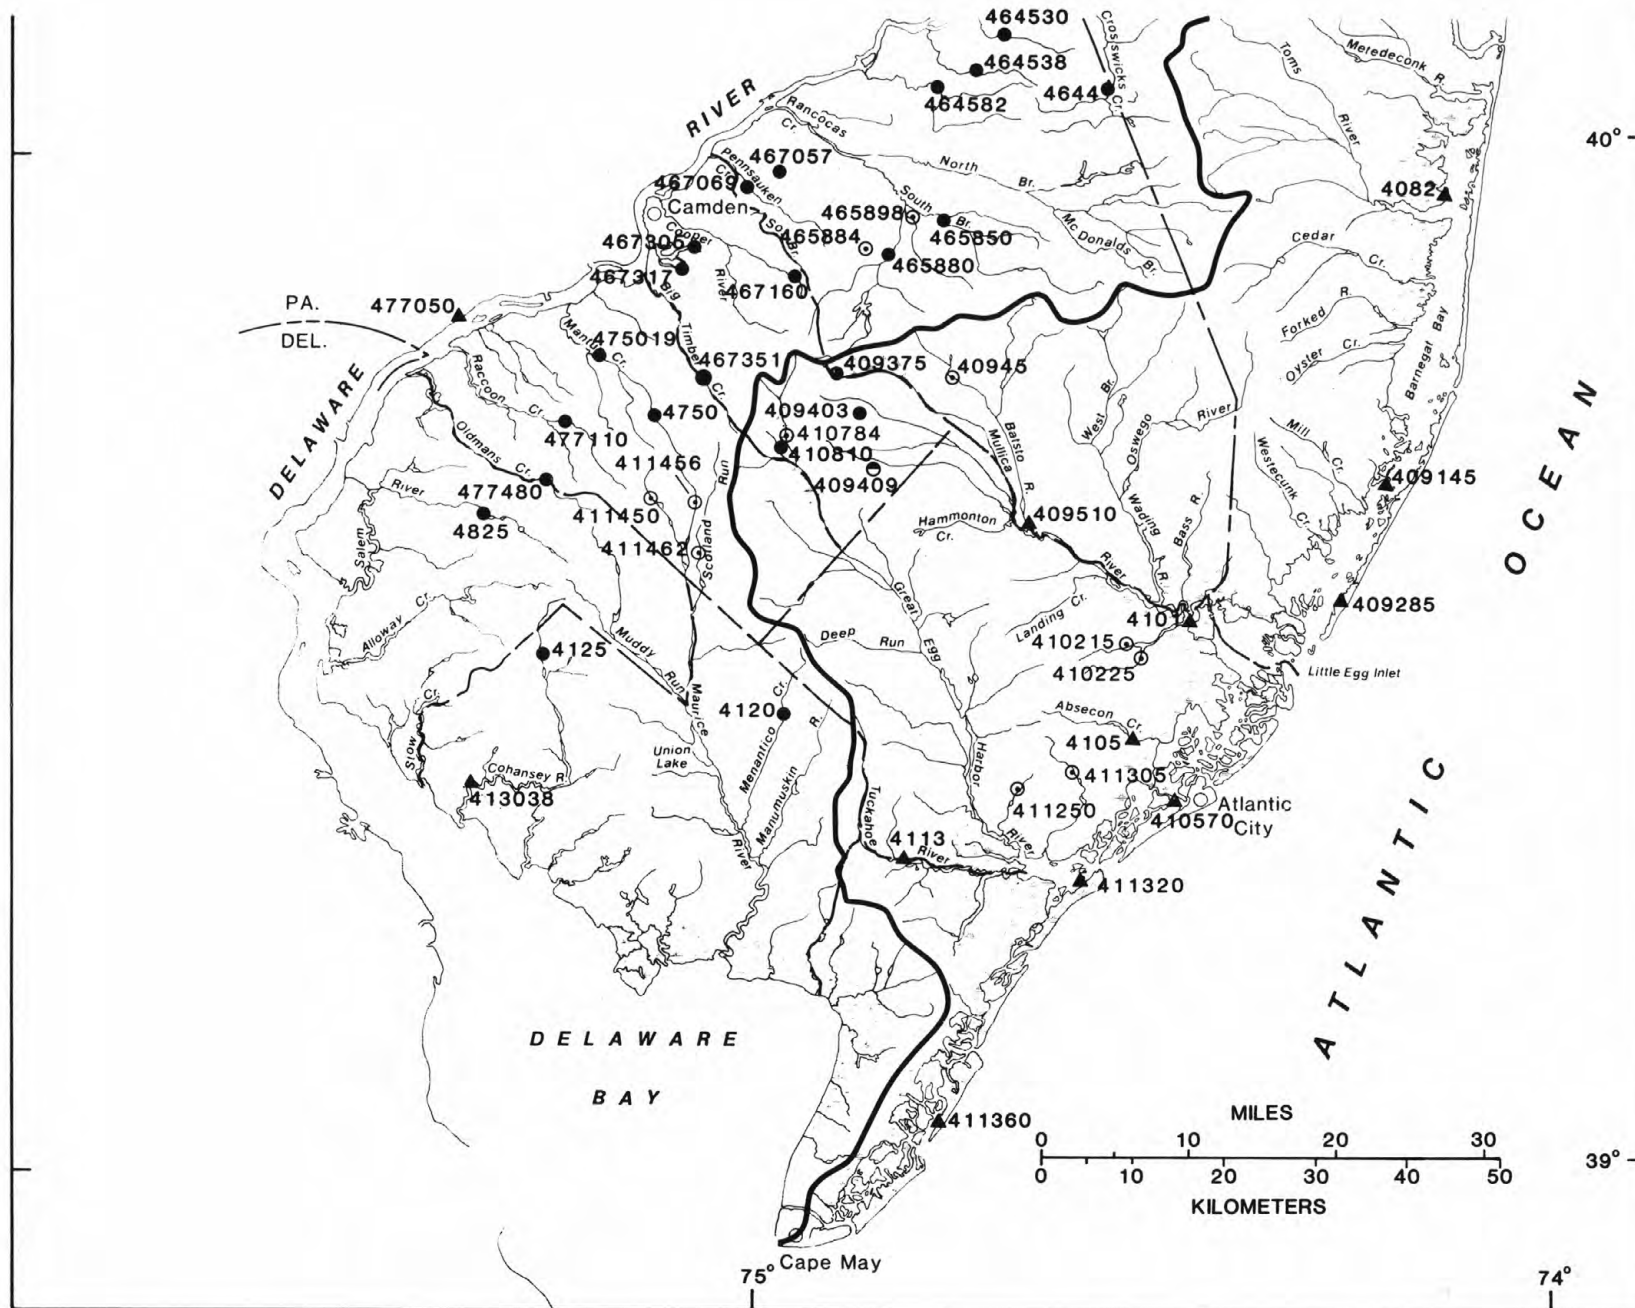 464530
Crosswicks
Cr.
Toms
River
Metedeconk R.
464538
464582
4644
RIVER
Rancocas
Cr.
40°
Pennsauken
Cr.
467057
North
Br.
467069
4082
Camden
South
Br.
465898
So. Br.
465884
465850
Mc Donalds Br.
Cedar
Cr.
467305
Cooper
River
465880
467317
Big
Timber
Cr.
467160
PA.
DEL.
477050
Forked R.
Barnegat Bay
Mantua Cr.
475019
467351
Oyster Cr.
DELAWARE
Raccoon
Cr.
409375
40945
West Br.
4750
409403
Oswego
River
477110
410784
Batsto
R.
Mullica
Mill
Cr.
Oldmans
Cr.
411456
410810
Westecunk
Cr.
Run
409409
409145
River
477480
OCEAN
411450
Wading
R.
Bass R.
4825
Hammonton
Cr.
409510
Salem
411462
Scotland
River
Great
Egg
Harbor
River
Alloway Cr.
Landing Cr.
4101
409285
Muddy
Run
Deep Run
410215
4125
410225
Little Egg Inlet
Cr.
Stow
Maurice
River
4120
Cr.
Menantico
R.
Manumuskin
Absecon
Cr.
4105
Union
Lake
Cohansey R.
411305
413038
411250
Tuckahoe
River
Atlantic
City
410570
4113
411320
ATLANTIC
DELAWARE
BAY
411360
MILES
0 10 20 30
0 10 20 30 40 50
KILOMETERS
39°
Cape May
75°
74°